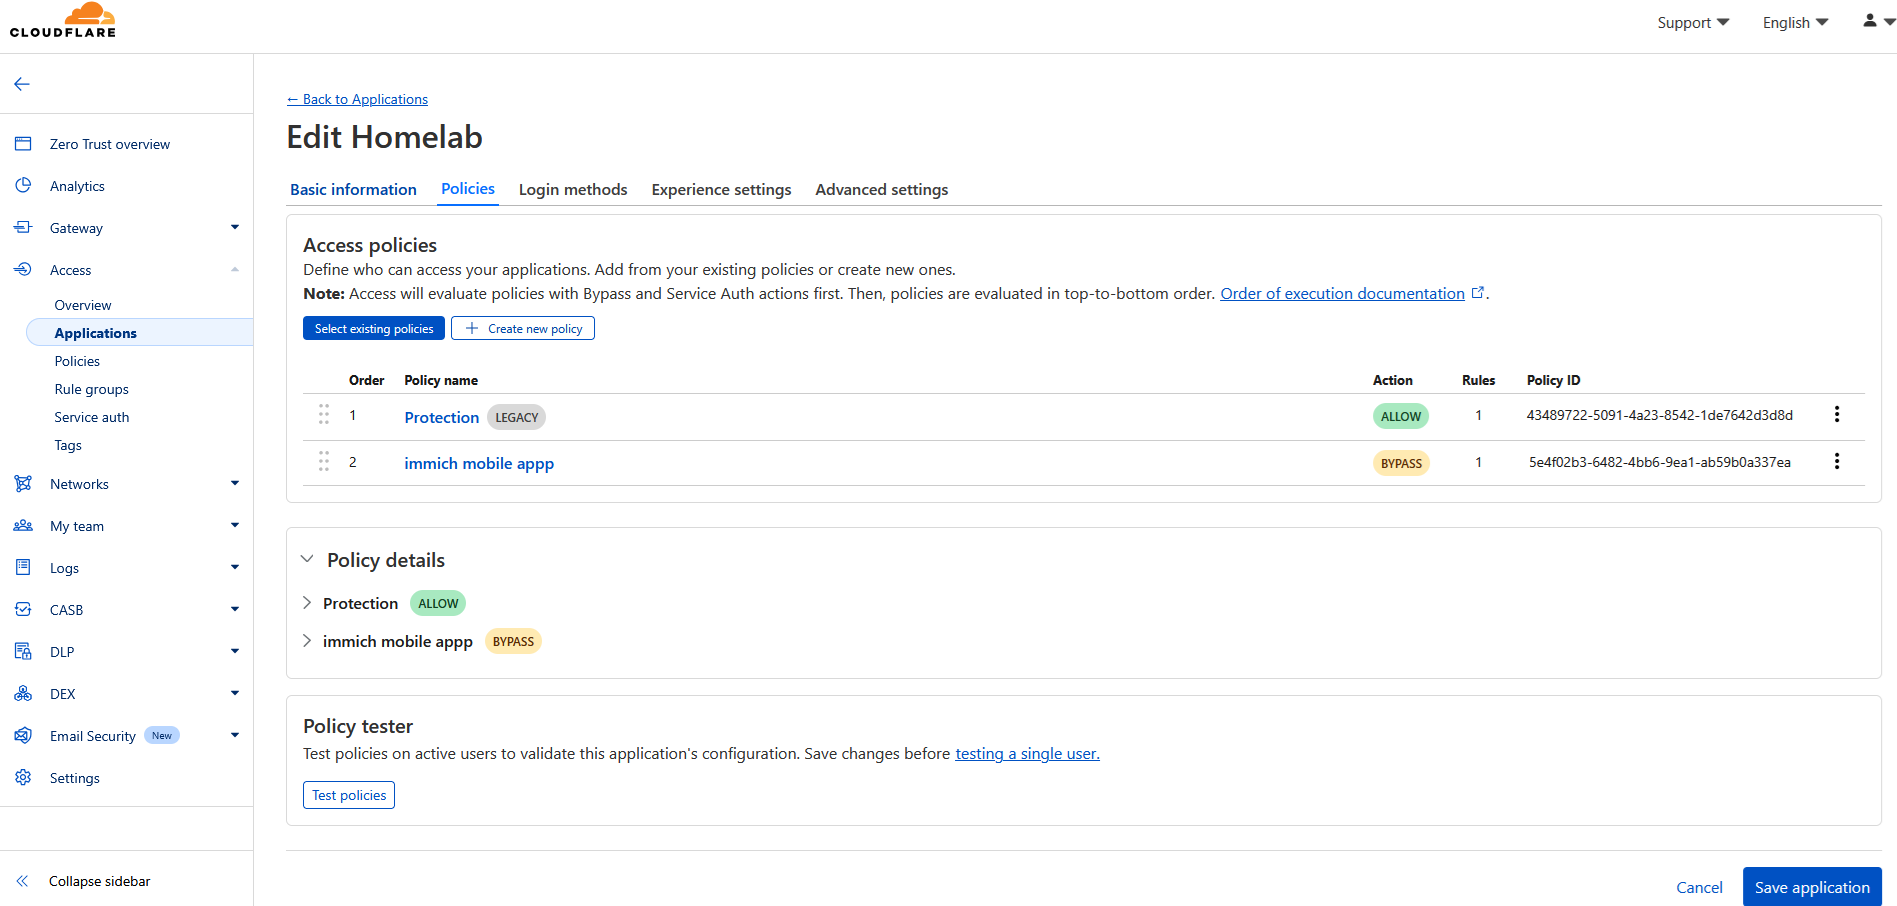 CLOUDFLARE
Support
English
← Back to Applications
Edit Homelab
Zero Trust overview
Analytics
Gateway
Access
Overview
Applications
Policies
Rule groups
Service auth
Tags
Networks
My team
Logs
CASB
DLP
DEX
Email Security New
Settings
Collapse sidebar
Basic information Policies Login methods Experience settings Advanced settings
Access policies
Define who can access your applications. Add from your existing policies or create new ones.
Note: Access will evaluate policies with Bypass and Service Auth actions first. Then, policies are evaluated in top-to-bottom order. Order of execution documentation.
Select existing policies + Create new policy
Order Policy name Action Rules Policy ID
1 Protection LEGACY ALLOW 1 43489722-5091-4a23-8542-1de7642d3d8d
2 immich mobile appp BYPASS 1 5e4f02b3-6482-4bb6-9ea1-ab59b0a337ea
Policy details
Protection ALLOW
immich mobile appp BYPASS
Policy tester
Test policies on active users to validate this application's configuration. Save changes before testing a single user.
Test policies
Cancel Save application